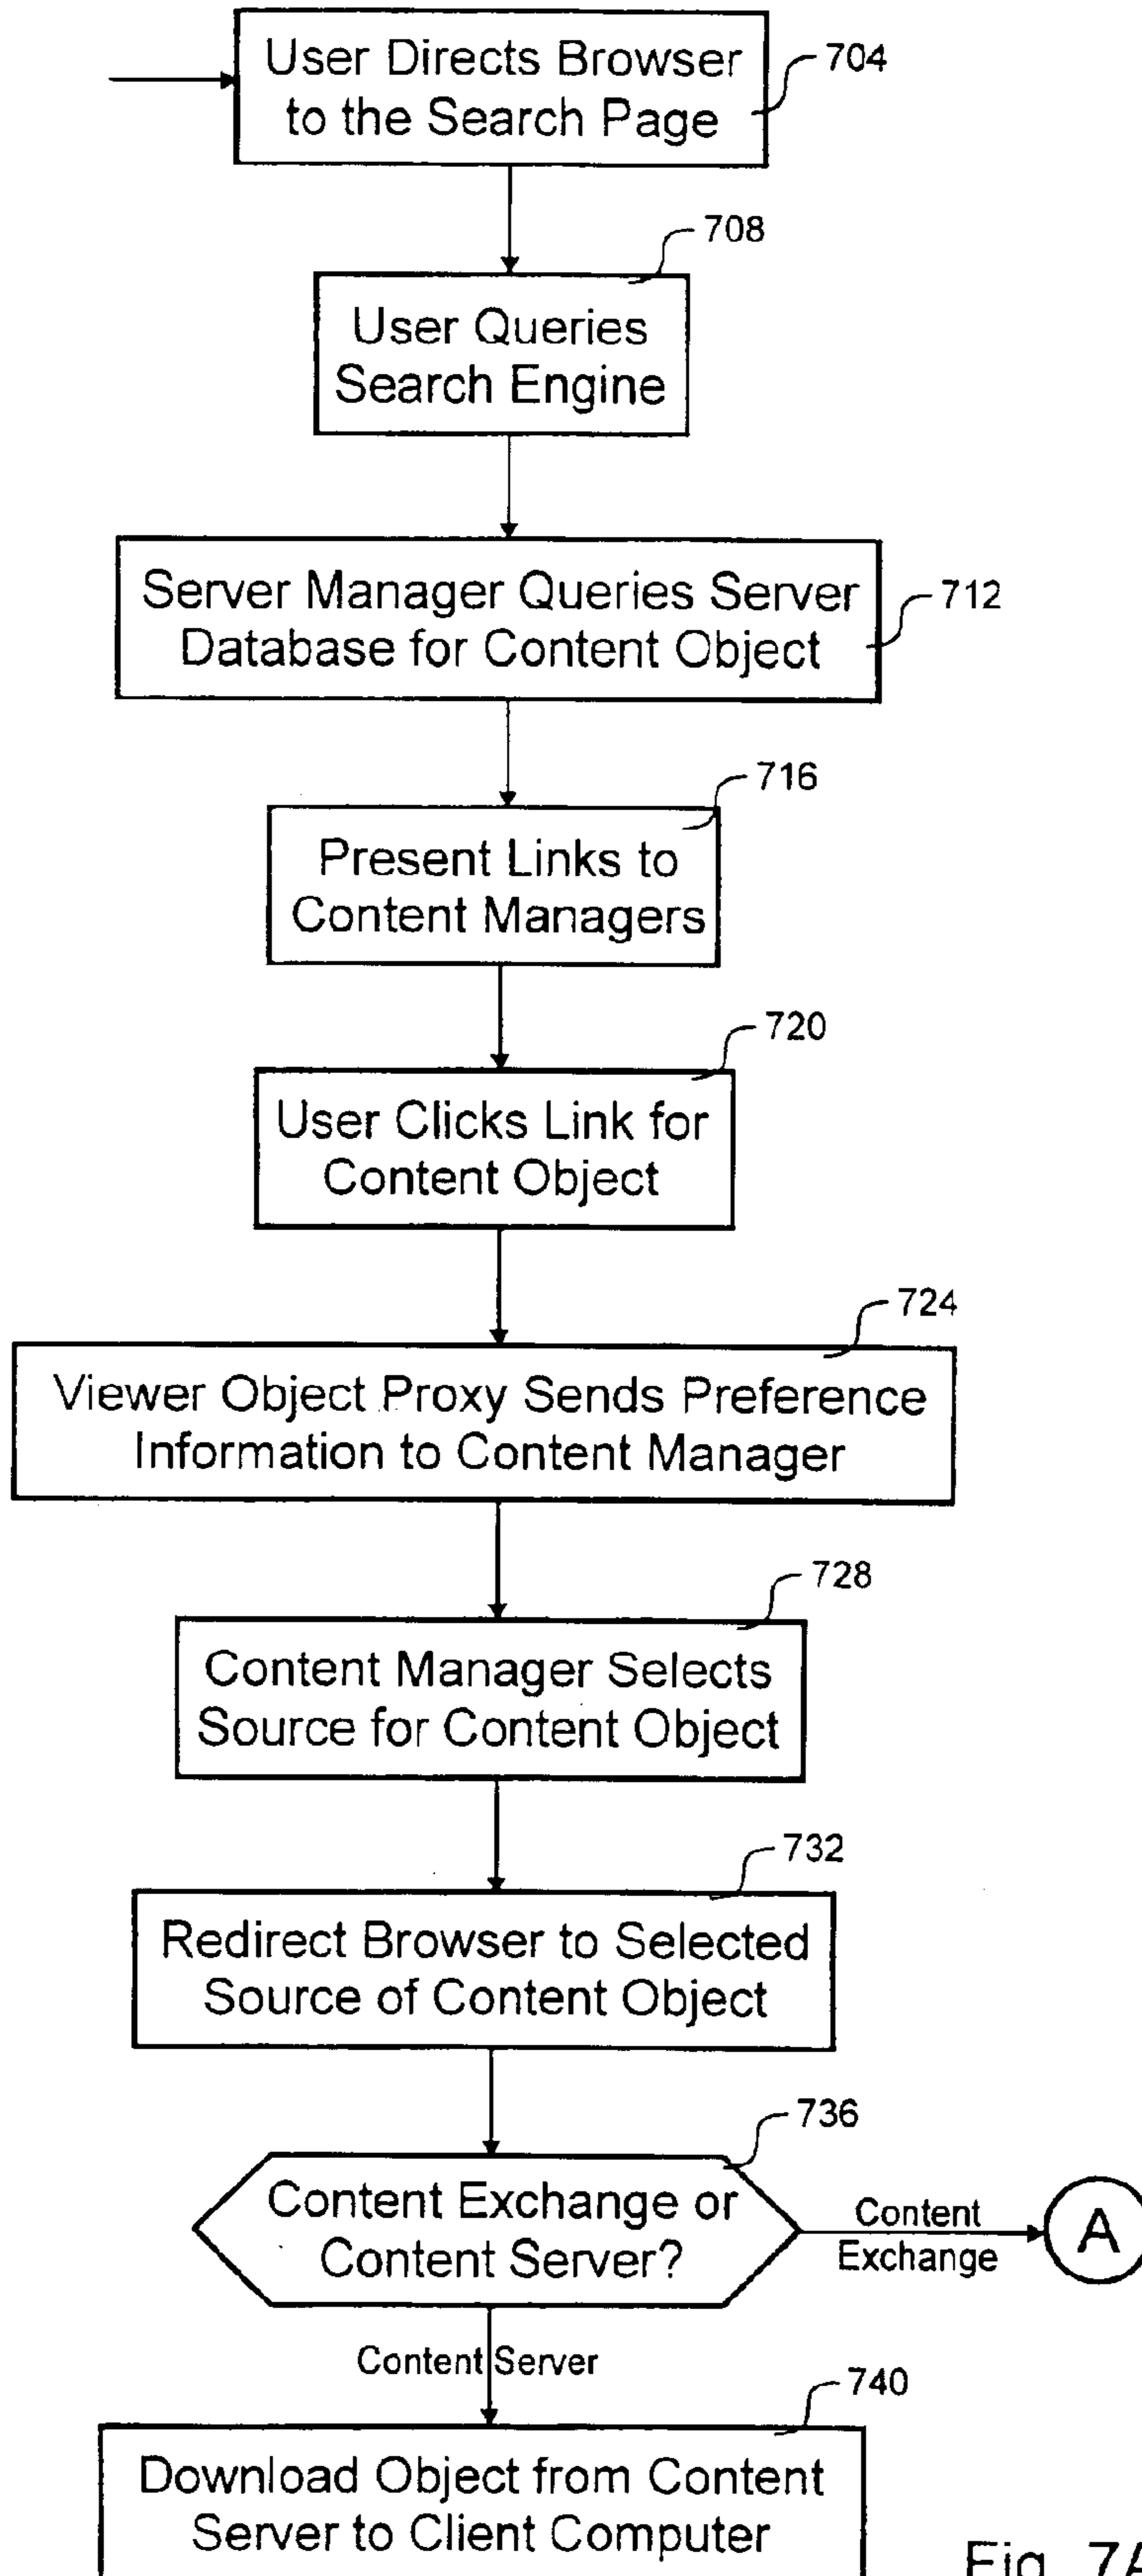 User Directs Browser
to the Search Page
704
708
User Queries
Search Engine
Server Manager Queries Server
Database for Content Object
712
716
Present Links to
Content Managers
720
User Clicks Link for
Content Object
724
Viewer Object Proxy Sends Preference
Information to Content Manager
728
Content Manager Selects
Source for Content Object
732
Redirect Browser to Selected
Source of Content Object
736
Content Exchange or
Content Server?
Content
Exchange
A
Content Server
740
Download Object from Content
Server to Client Computer
Fig. 7A